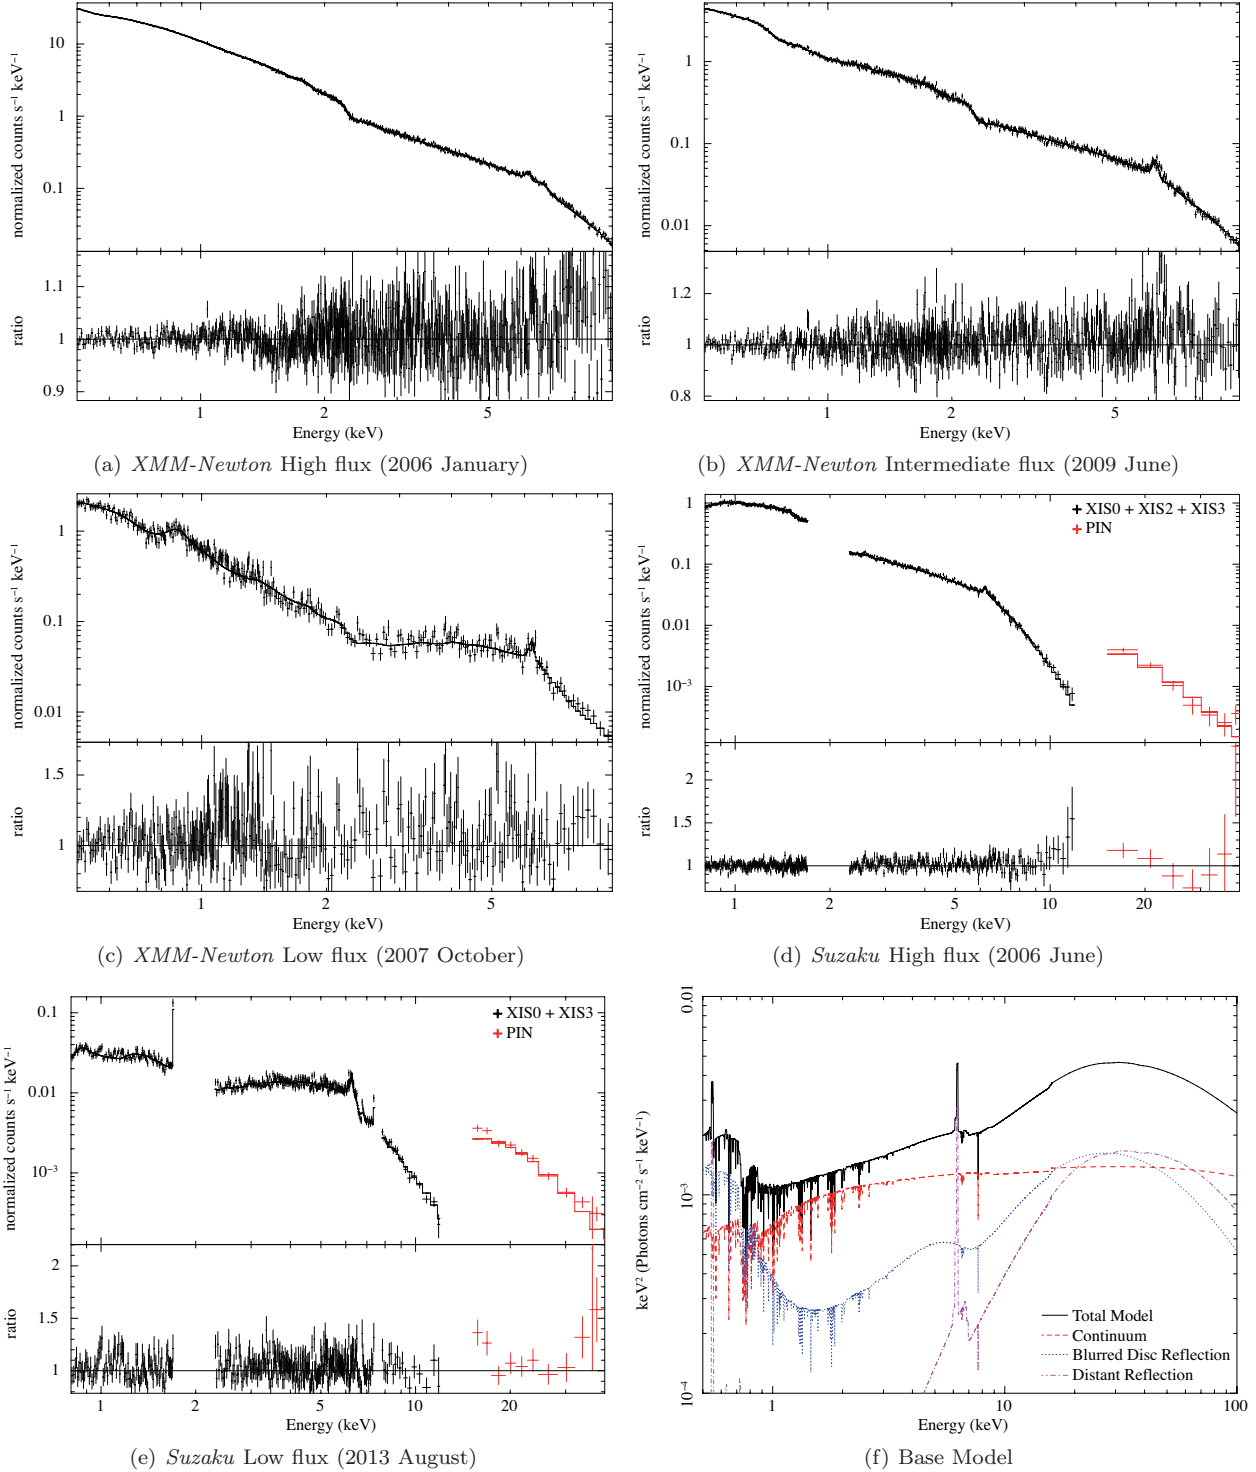 10
1
0.1
normalized counts s⁻¹ keV⁻¹
1.1
1
0.9
ratio
1 2 5
Energy (keV)
(a) XMM-Newton High flux (2006 January)
1
0.1
0.01
normalized counts s⁻¹ keV⁻¹
1.2
1
0.8
ratio
1 2 5
Energy (keV)
(b) XMM-Newton Intermediate flux (2009 June)
1
0.1
0.01
normalized counts s⁻¹ keV⁻¹
1.5
1
ratio
1 2 5
Energy (keV)
(c) XMM-Newton Low flux (2007 October)
XIS0 + XIS2 + XIS3
PIN
1
0.1
0.01
10⁻³
normalized counts s⁻¹ keV⁻¹
2
1.5
1
ratio
1 2 5 10 20
Energy (keV)
(d) Suzaku High flux (2006 June)
XIS0 + XIS3
PIN
0.1
0.01
10⁻³
normalized counts s⁻¹ keV⁻¹
2
1.5
1
ratio
1 2 5 10 20
Energy (keV)
(e) Suzaku Low flux (2013 August)
0.01
10⁻³
10⁻⁴
keV² (Photons cm⁻² s⁻¹ keV⁻¹)
Total Model
Continuum
Blurred Disc Reflection
Distant Reflection
1 10 100
Energy (keV)
(f) Base Model